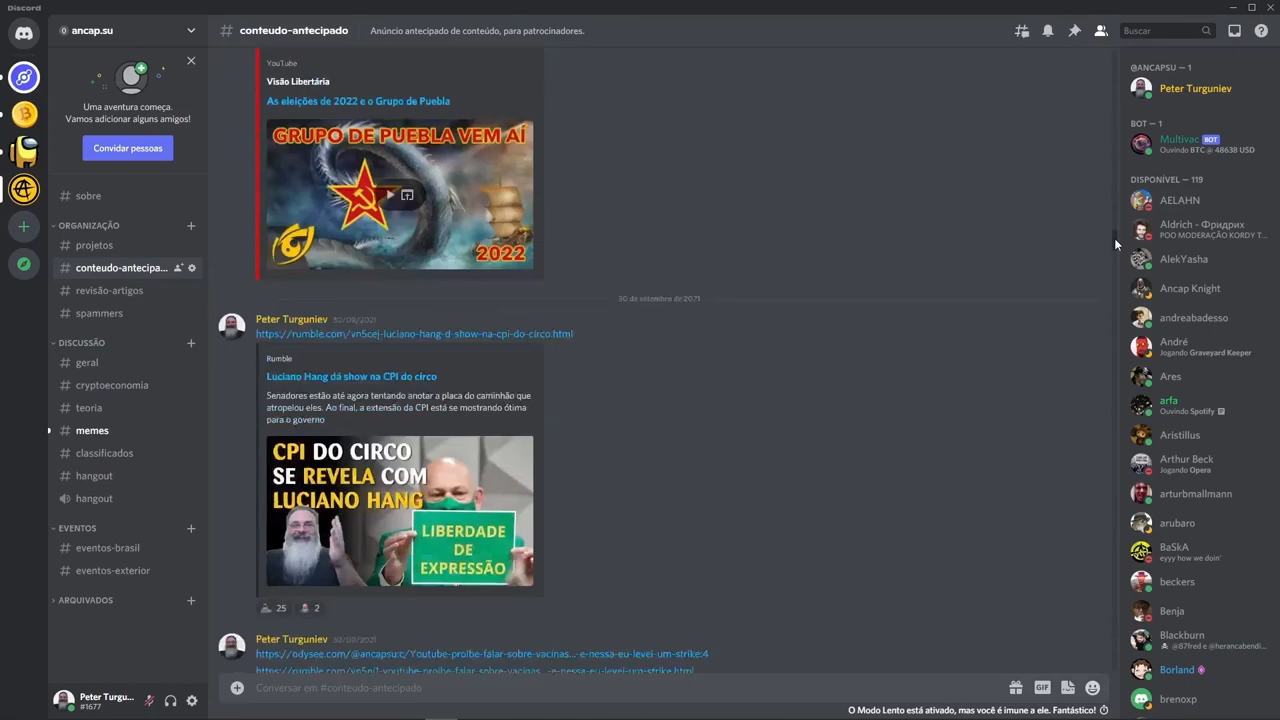 Discord
ancap.su
conteudo-antecipado
Anúncio antecipado de conteúdo, para patrocinadores.
Buscar
Uma aventura começa.
Vamos adicionar alguns amigos!
Convidar pessoas
sobre
ORGANIZAÇÃO
projetos
conteudo-antecipa...
revisão-artigos
spammers
DISCUSSÃO
geral
cryptoeconomia
teoria
memes
classificados
hangout
hangout
EVENTOS
eventos-brasil
eventos-exterior
ARQUIVADOS
Peter Turgu...
#1677
YouTube
Visão Libertária
As eleições de 2022 e o Grupo de Puebla
GRUPO DE PUEBLA VEM AÍ
2022
30 de setembro de 2021
Peter Turguniev 30/09/2021
https://rumble.com/vn5cej-luciano-hang-d-show-na-cpi-do-circo.html
Rumble
Luciano Hang dá show na CPI do circo
Senadores estão até agora tentando anotar a placa do caminhão que
atropelou eles. Ao final, a extensão da CPI está se mostrando ótima
para o governo
CPI DO CIRCO
SE REVELA COM
LUCIANO HANG
LIBERDADE
DE
EXPRESSÃO
25 2
Peter Turguniev 30/09/2021
https://odysee.com/@ancapsu:c/Youtube-proibe-falar-sobre-vacinas...-e-nessa-eu-levei-um-strike:4
https://rumble.com/vn5ni1-youtube-proibe-falar-sobre-vacinas...-e-nessa-eu-levei-um-strike.html
Conversar em #conteudo-antecipado
GIF
O Modo Lento está ativado, mas você é imune a ele. Fantástico!
@ANCAPSU — 1
Peter Turguniev
BOT — 1
Multivac BOT
Ouvindo BTC @ 48638 USD
DISPONÍVEL — 119
AELAHN
Aldrich - Фридрих
POO MODERAÇÃO KORDY T...
AlekYasha
Ancap Knight
andreabadesso
André
Jogando Graveyard Keeper
Ares
arfa
Ouvindo Spotify
Aristillus
Arthur Beck
Jogando Opera
arturbmallmann
arubaro
BaSkA
eyyy how we doin'
beckers
Benja
Blackburn
@87fred e @herancabendi...
Borland
brenoxp